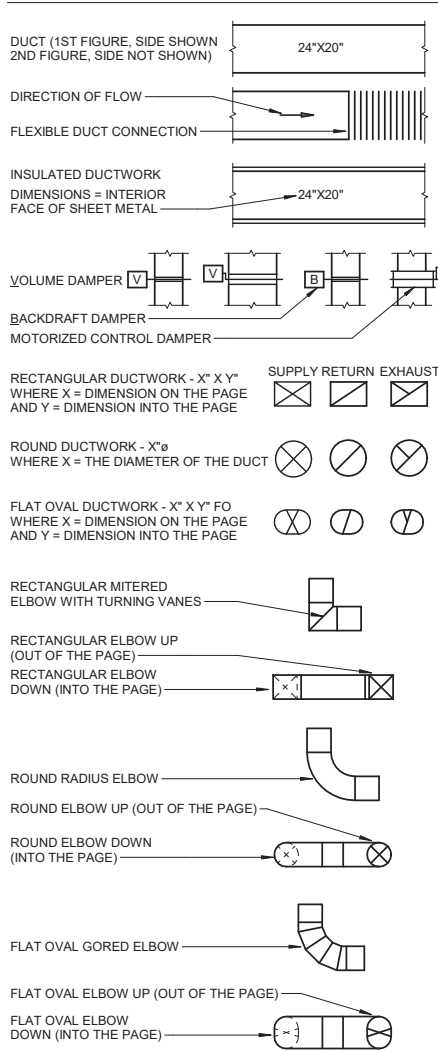 DUCT (1ST FIGURE, SIDE SHOWN
2ND FIGURE, SIDE NOT SHOWN)
24"X20"
DIRECTION OF FLOW
FLEXIBLE DUCT CONNECTION
INSULATED DUCTWORK
DIMENSIONS = INTERIOR
FACE OF SHEET METAL
24"X20"
VOLUME DAMPER
V
V
B
BACKDRAFT DAMPER
MOTORIZED CONTROL DAMPER
SUPPLY RETURN EXHAUST
RECTANGULAR DUCTWORK - X" X Y"
WHERE X = DIMENSION ON THE PAGE
AND Y = DIMENSION INTO THE PAGE
ROUND DUCTWORK - X"ø
WHERE X = THE DIAMETER OF THE DUCT
FLAT OVAL DUCTWORK - X" X Y" FO
WHERE X = DIMENSION ON THE PAGE
AND Y = DIMENSION INTO THE PAGE
RECTANGULAR MITERED
ELBOW WITH TURNING VANES
RECTANGULAR ELBOW UP
(OUT OF THE PAGE)
RECTANGULAR ELBOW
DOWN (INTO THE PAGE)
ROUND RADIUS ELBOW
ROUND ELBOW UP (OUT OF THE PAGE)
ROUND ELBOW DOWN
(INTO THE PAGE)
FLAT OVAL GORED ELBOW
FLAT OVAL ELBOW UP (OUT OF THE PAGE)
FLAT OVAL ELBOW
DOWN (INTO THE PAGE)